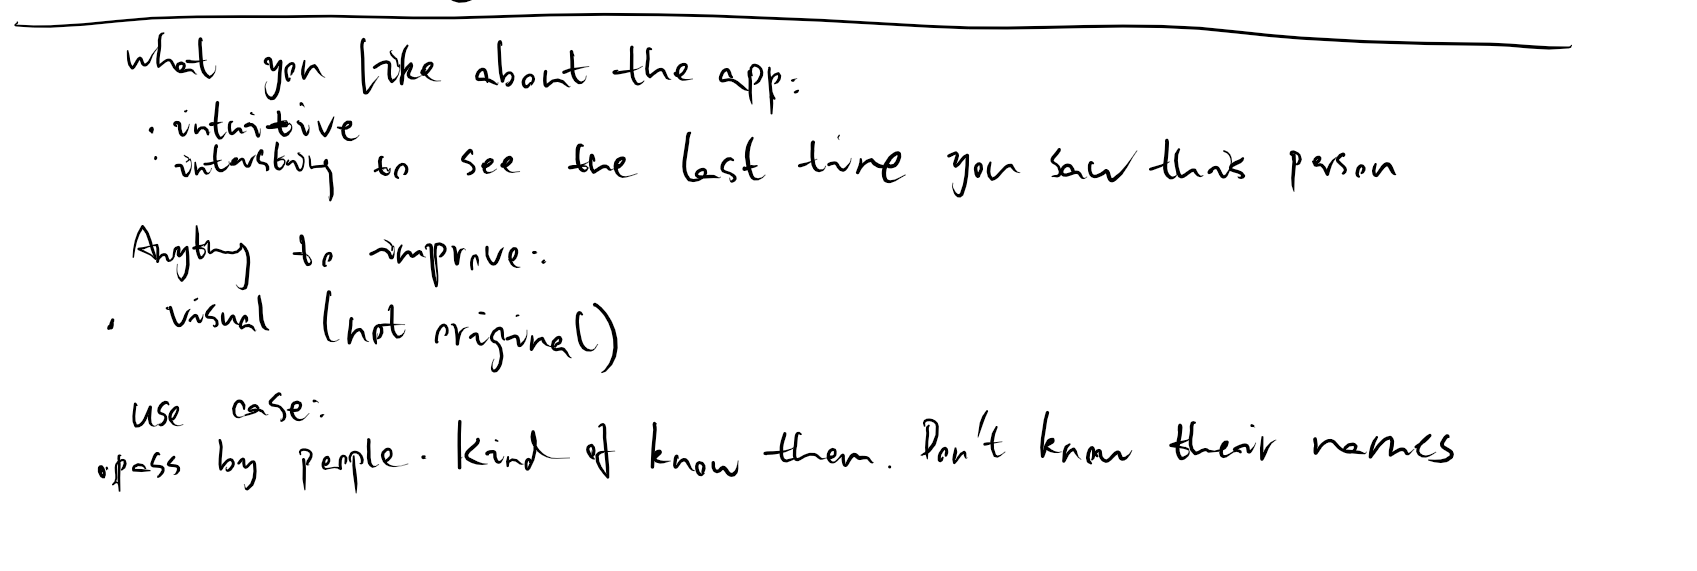 what you like about the app:
· intuitive
· interesting to see the last time you saw this person
Anything to improve:
· visual (not original)
use case:
· pass by people. Kind of know them. Don't know their names